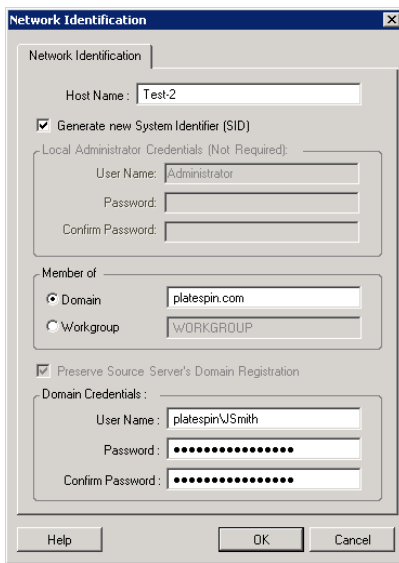 Network Identification
Network Identification
Host Name : Test-2
Generate new System Identifier (SID)
Local Administrator Credentials (Not Required):
User Name: Administrator
Password:
Confirm Password:
Member of
Domain platespin.com
Workgroup WORKGROUP
Preserve Source Server's Domain Registration
Domain Credentials :
User Name : platespin\JSmith
Password : ●●●●●●●●●●●●●●●●
Confirm Password : ●●●●●●●●●●●●●●●●
Help OK Cancel